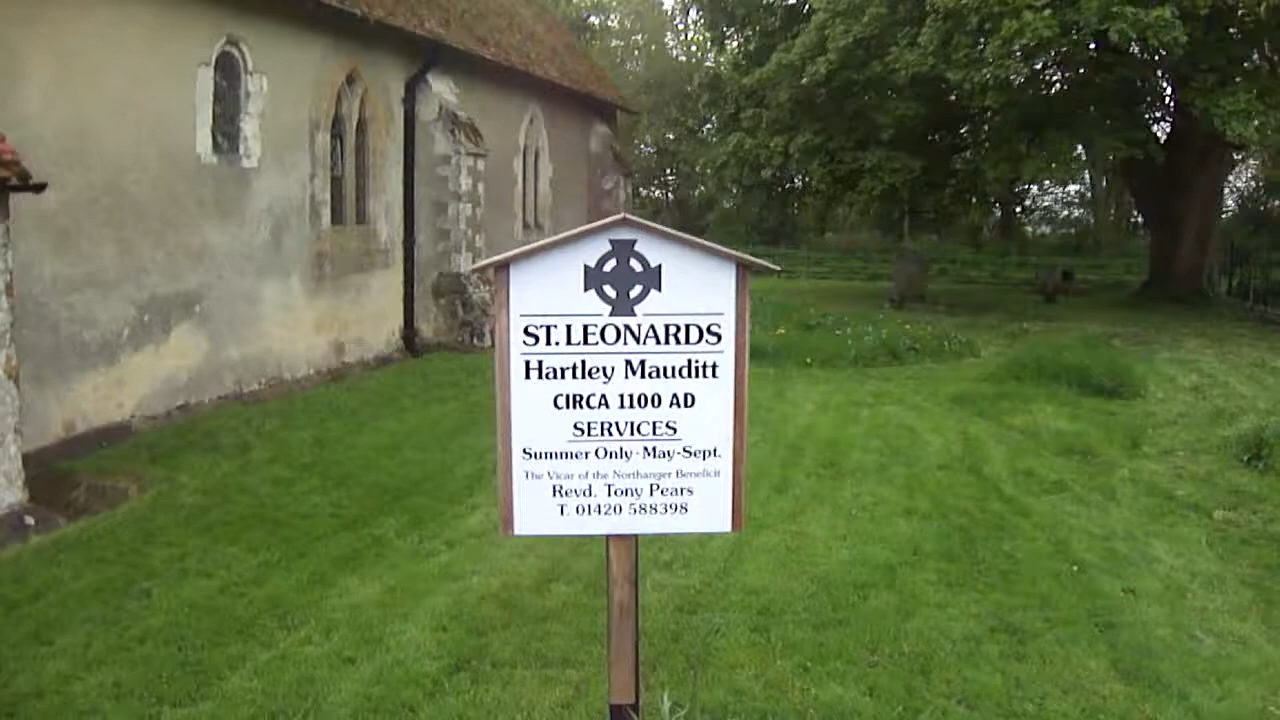 ST. LEONARDS
Hartley Mauditt
CIRCA 1100 AD
SERVICES
Summer Only - May-Sept.
The Vicar of the Northanger Beneficit
Revd. Tony Pears
T. 01420 588398